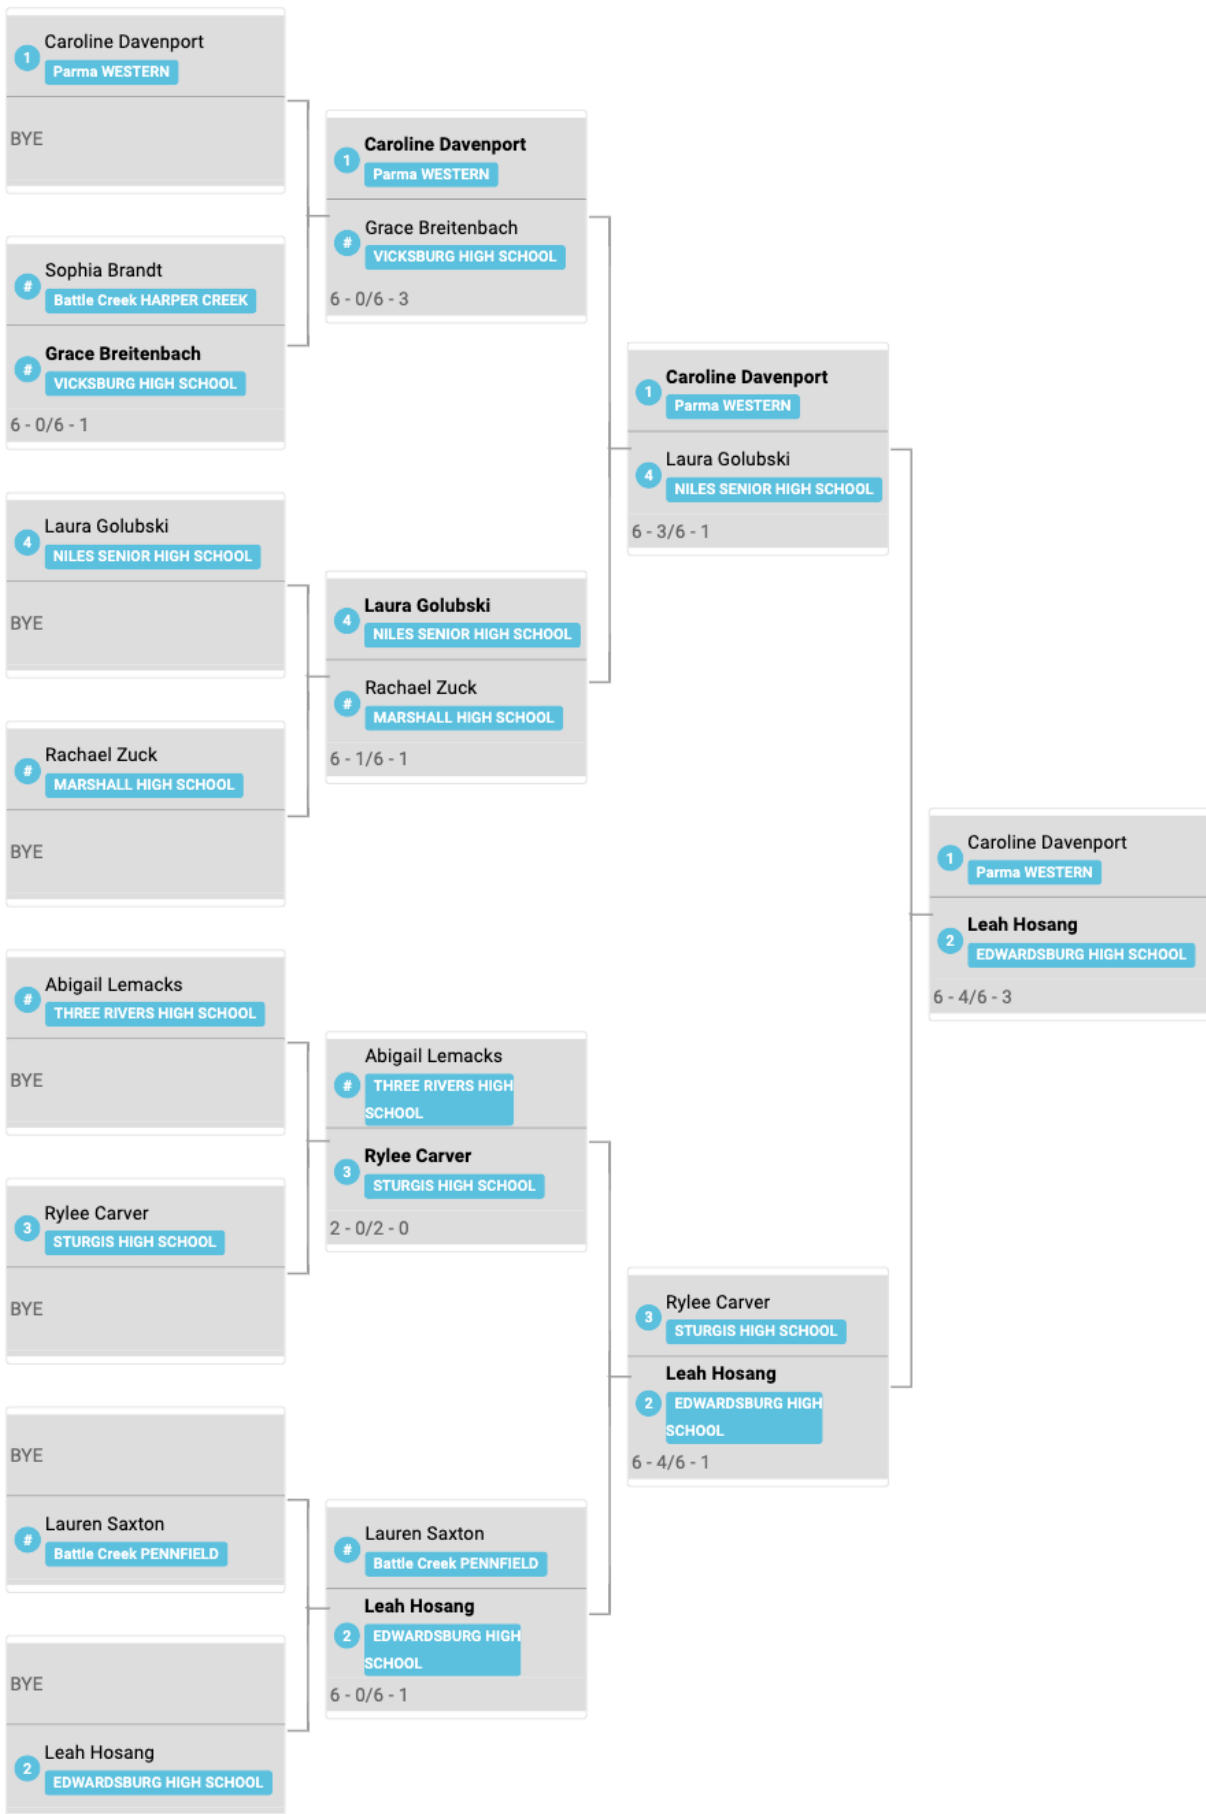 1
Caroline Davenport
Parma WESTERN
BYE
#
Sophia Brandt
Battle Creek HARPER CREEK
#
Grace Breitenbach
VICKSBURG HIGH SCHOOL
6 - 0/6 - 1
4
Laura Golubski
NILES SENIOR HIGH SCHOOL
BYE
#
Rachael Zuck
MARSHALL HIGH SCHOOL
BYE
#
Abigail Lemacks
THREE RIVERS HIGH SCHOOL
BYE
3
Rylee Carver
STURGIS HIGH SCHOOL
BYE
BYE
#
Lauren Saxton
Battle Creek PENNFIELD
BYE
2
Leah Hosang
EDWARDSBURG HIGH SCHOOL
1
Caroline Davenport
Parma WESTERN
#
Grace Breitenbach
VICKSBURG HIGH SCHOOL
6 - 0/6 - 3
4
Laura Golubski
NILES SENIOR HIGH SCHOOL
#
Rachael Zuck
MARSHALL HIGH SCHOOL
6 - 1/6 - 1
#
Abigail Lemacks
THREE RIVERS HIGH
SCHOOL
3
Rylee Carver
STURGIS HIGH SCHOOL
2 - 0/2 - 0
#
Lauren Saxton
Battle Creek PENNFIELD
2
Leah Hosang
EDWARDSBURG HIGH
SCHOOL
6 - 0/6 - 1
1
Caroline Davenport
Parma WESTERN
4
Laura Golubski
NILES SENIOR HIGH SCHOOL
6 - 3/6 - 1
3
Rylee Carver
STURGIS HIGH SCHOOL
2
Leah Hosang
EDWARDSBURG HIGH
SCHOOL
6 - 4/6 - 1
1
Caroline Davenport
Parma WESTERN
2
Leah Hosang
EDWARDSBURG HIGH SCHOOL
6 - 4/6 - 3